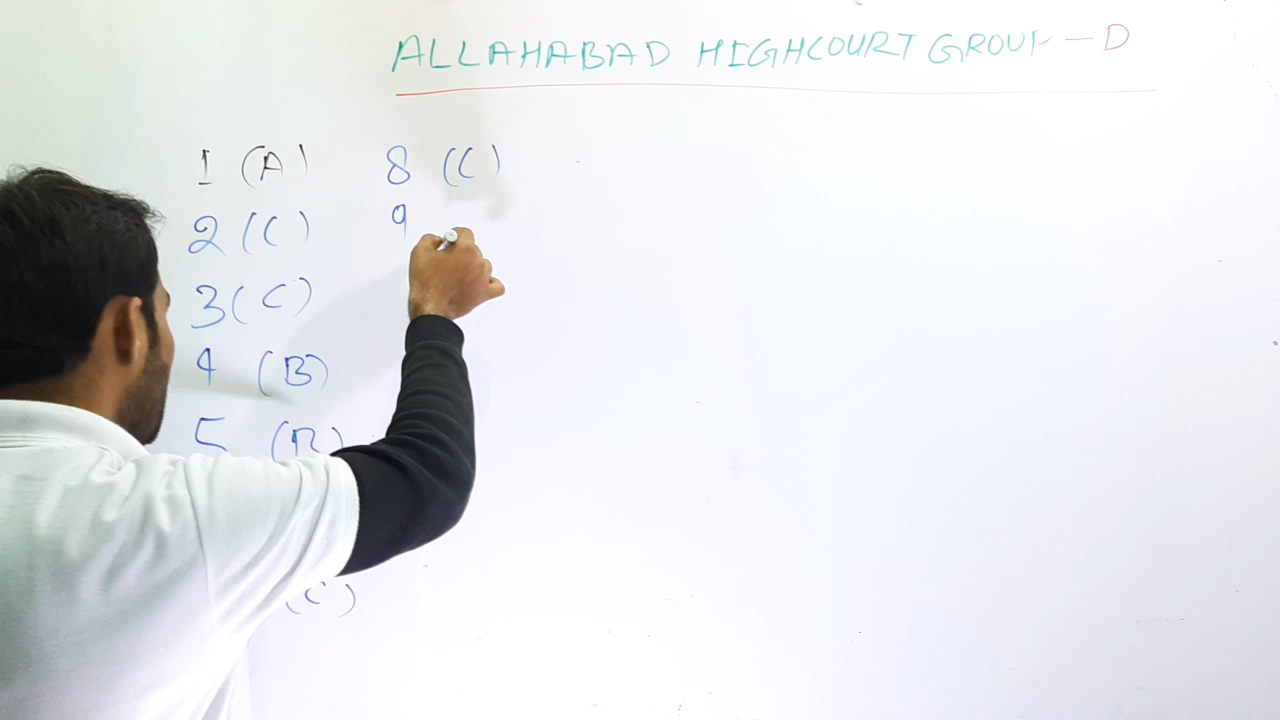 ALLAHABAD HIGHCOURT GROUP - D
1 (A)
2 (C)
3 (C)
4 (B)
5
(C)
8 (C)
9